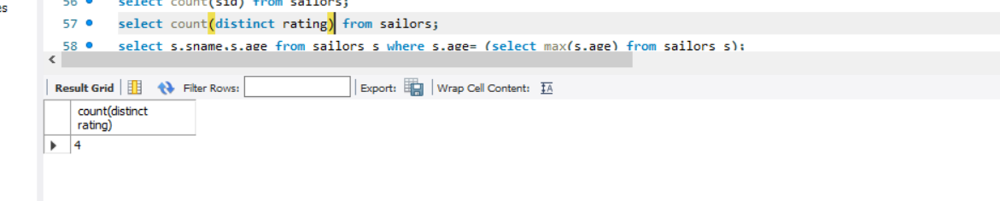 es
56 select count(sid) from sailors;
57 select count(distinct rating) from sailors;
58 select s.sname,s.age from sailors s where s.age= (select max(s.age) from sailors s);
Result Grid Filter Rows: Export: Wrap Cell Content: IA
count(distinct
rating)
4